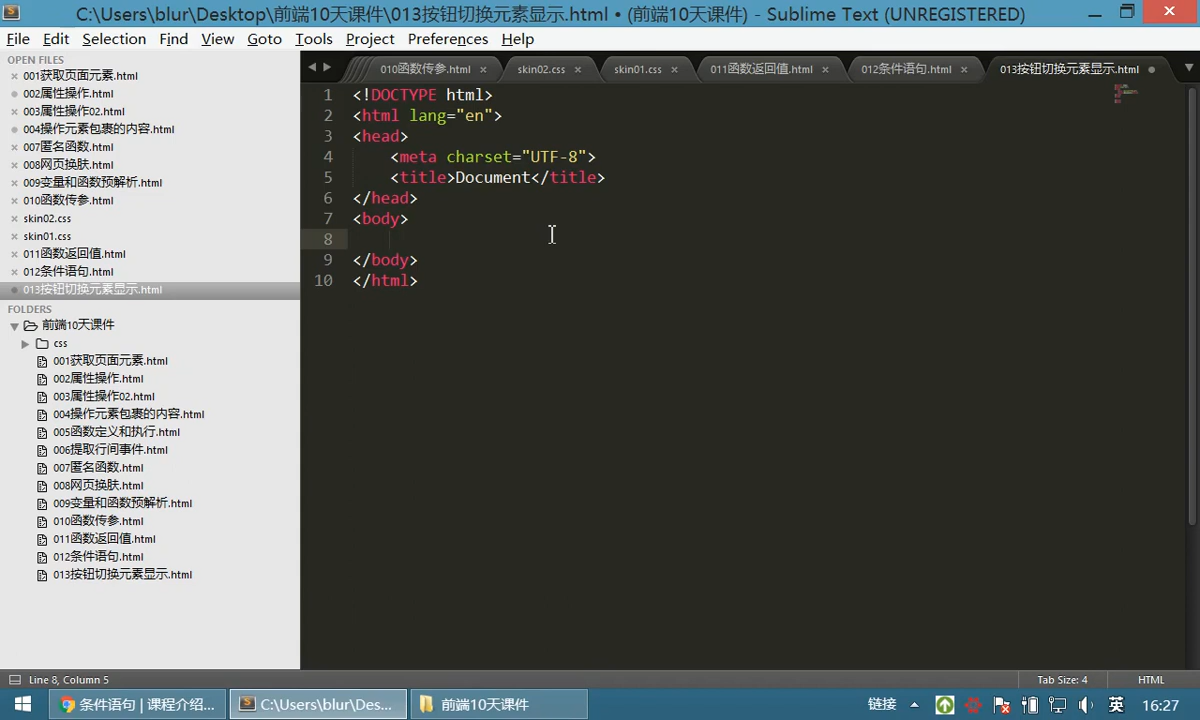 C:\Users\blur\Desktop\前端10天课件\013按钮切换元素显示.html • (前端10天课件) - Sublime Text (UNREGISTERED)
File Edit Selection Find View Goto Tools Project Preferences Help
OPEN FILES
001获取页面元素.html
002属性操作.html
003属性操作02.html
004操作元素包裹的内容.html
007匿名函数.html
008网页换肤.html
009变量和函数预解析.html
010函数传参.html
skin02.css
skin01.css
011函数返回值.html
012条件语句.html
013按钮切换元素显示.html
FOLDERS
前端10天课件
css
001获取页面元素.html
002属性操作.html
003属性操作02.html
004操作元素包裹的内容.html
005函数定义和执行.html
006提取行间事件.html
007匿名函数.html
008网页换肤.html
009变量和函数预解析.html
010函数传参.html
011函数返回值.html
012条件语句.html
013按钮切换元素显示.html
010函数传参.html skin02.css skin01.css 011函数返回值.html 012条件语句.html 013按钮切换元素显示.html
1 <!DOCTYPE html>
2 <html lang="en">
3 <head>
4 <meta charset="UTF-8">
5 <title>Document</title>
6 </head>
7 <body>
8
9 </body>
10 </html>
Line 8, Column 5 Tab Size: 4 HTML
条件语句 | 课程介绍... C:\Users\blur\Des... 前端10天课件 链接 英 16:27